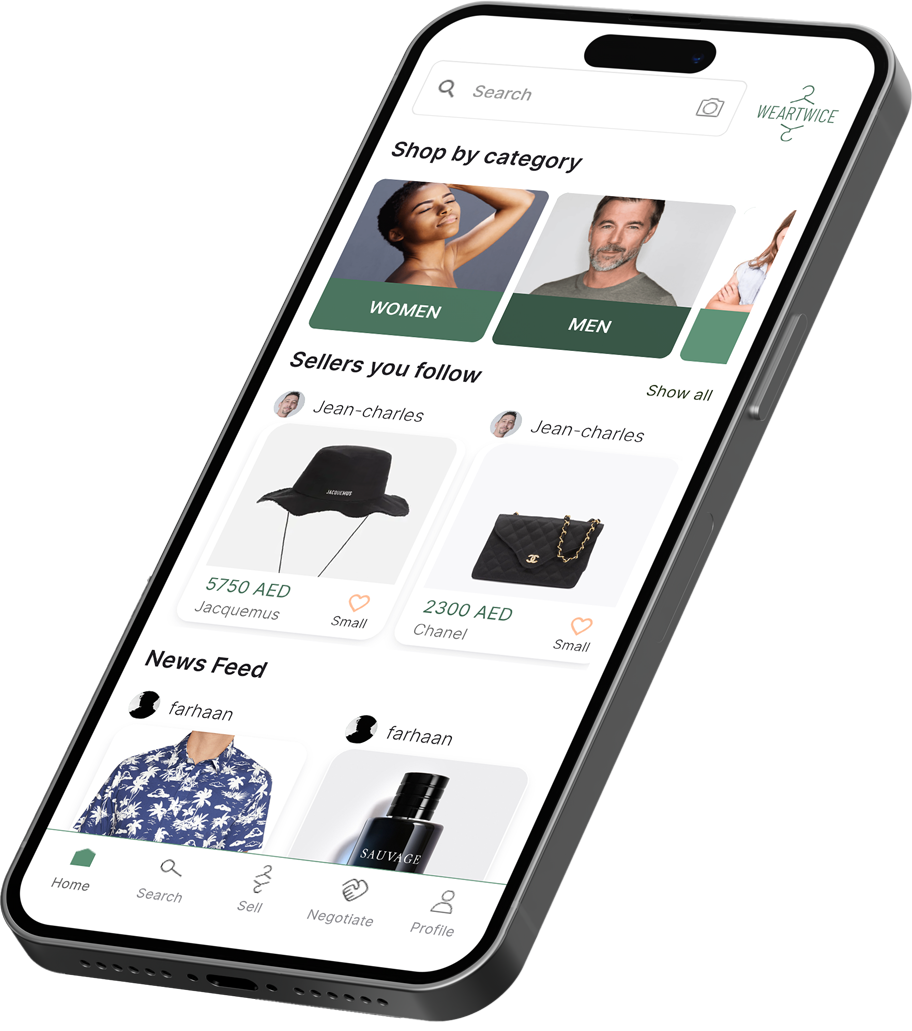 Search
WEARTWICE
Shop by category
WOMEN
MEN
Sellers you follow
Show all
Jean-charles
Jean-charles
JACQUEMUS
5750 AED
Jacquemus
Small
2300 AED
Chanel
Small
News Feed
farhaan
farhaan
SAUVAGE
Home
Search
Sell
Negotiate
Profile